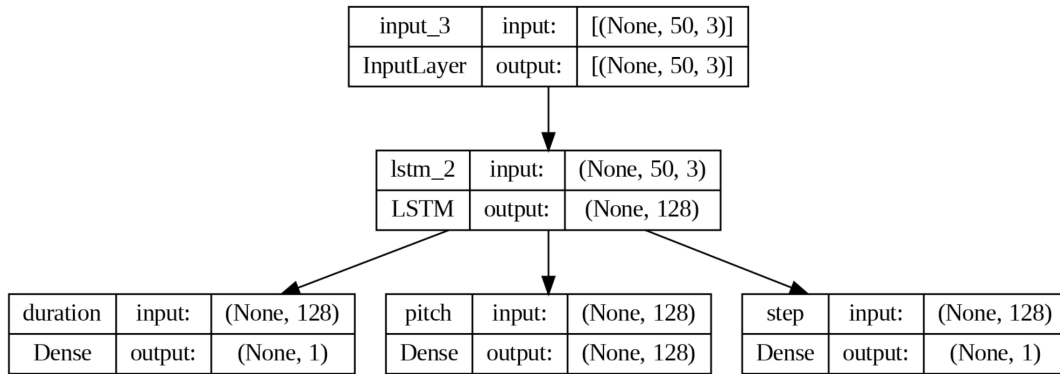 input_3 input: [(None, 50, 3)]
InputLayer output: [(None, 50, 3)]
lstm_2 input: (None, 50, 3)
LSTM output: (None, 128)
duration input: (None, 128)
Dense output: (None, 1)
pitch input: (None, 128)
Dense output: (None, 128)
step input: (None, 128)
Dense output: (None, 1)